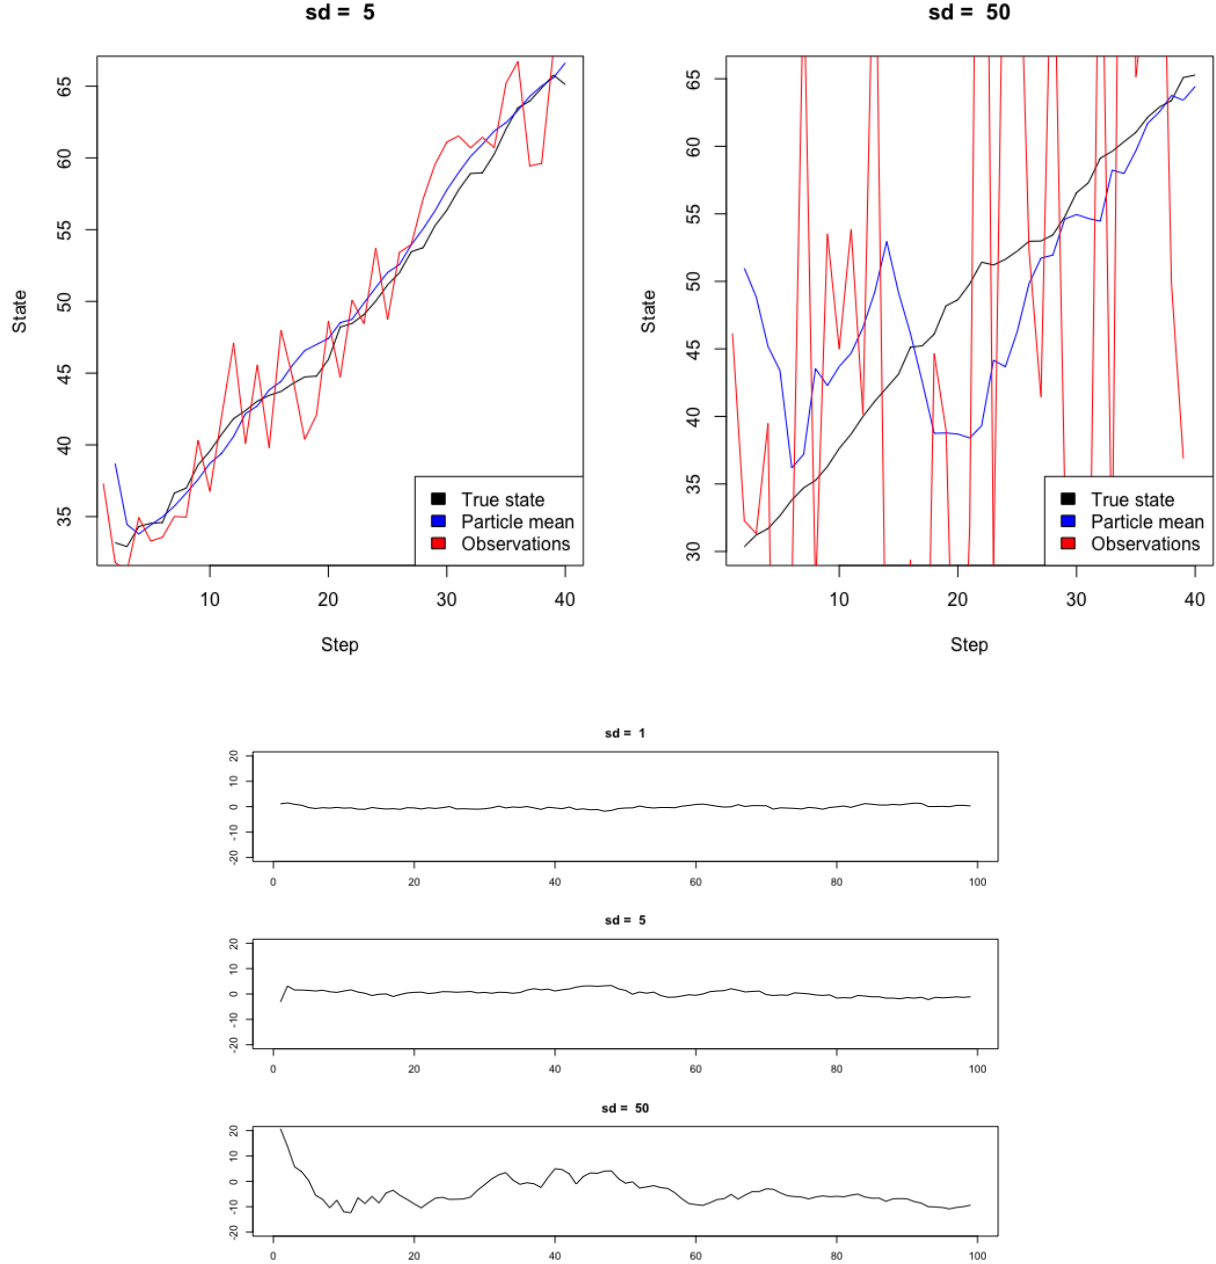 sd = 5
State
65
60
55
50
45
40
35
True state
Particle mean
Observations
10 20 30 40
Step
sd = 50
State
65
60
55
50
45
40
35
30
True state
Particle mean
Observations
10 20 30 40
Step
sd = 1
20
10
0
-10
-20
0 20 40 60 80 100
sd = 5
20
10
0
-10
-20
0 20 40 60 80 100
sd = 50
20
10
0
-10
-20
0 20 40 60 80 100